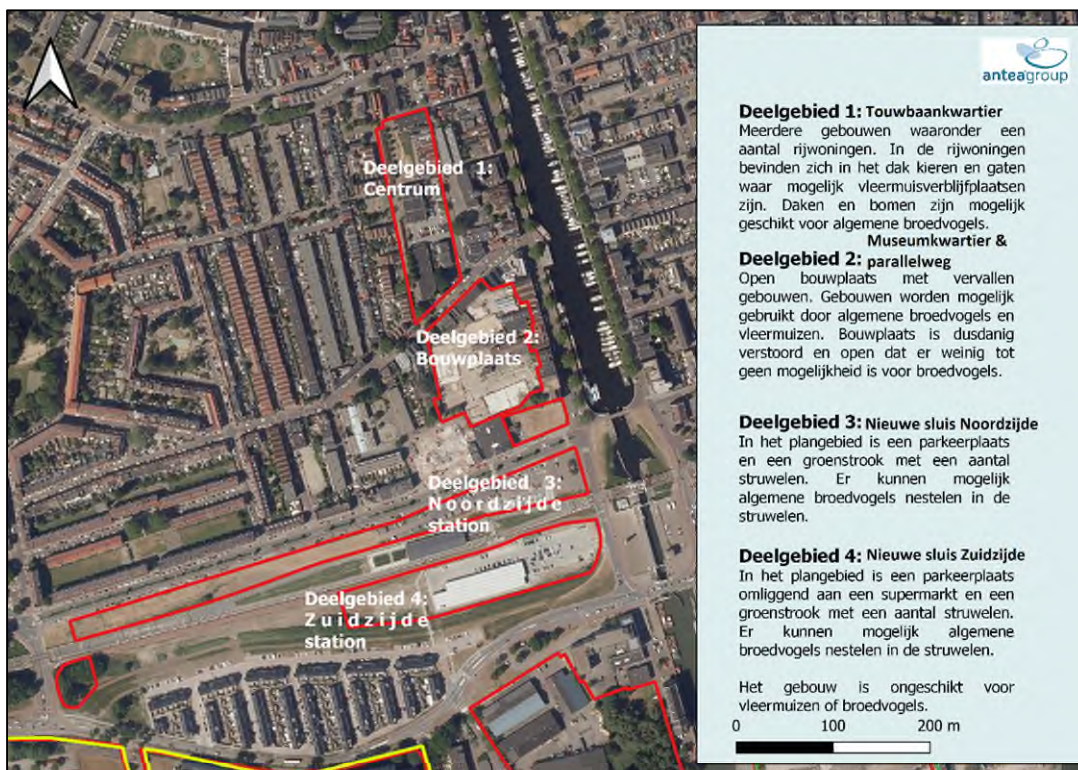 Deelgebied 1:
Centrum
Deelgebied 2:
Bouwplaats
Deelgebied 3:
Noordzijde
station
Deelgebied 4:
Zuidzijde
station
anteagroup
Deelgebied 1: Touwbaankwartier
Meerdere gebouwen waaronder een
aantal rijwoningen. In de rijwoningen
bevinden zich in het dak kieren en gaten
waar mogelijk vleermuisverblijfplaatsen
zijn. Daken en bomen zijn mogelijk
geschikt voor algemene broedvogels.
Museumkwartier &
Deelgebied 2: parallelweg
Open bouwplaats met vervallen
gebouwen. Gebouwen worden mogelijk
gebruikt door algemene broedvogels en
vleermuizen. Bouwplaats is dusdanig
verstoord en open dat er weinig tot
geen mogelijkheid is voor broedvogels.
Deelgebied 3: Nieuwe sluis Noordzijde
In het plangebied is een parkeerplaats
en een groenstrook met een aantal
struwelen. Er kunnen mogelijk
algemene broedvogels nestelen in de
struwelen.
Deelgebied 4: Nieuwe sluis Zuidzijde
In het plangebied is een parkeerplaats
omliggend aan een supermarkt en een
groenstrook met een aantal struwelen.
Er kunnen mogelijk algemene
broedvogels nestelen in de struwelen.
Het gebouw is ongeschikt voor
vleermuizen of broedvogels.
0 100 200 m